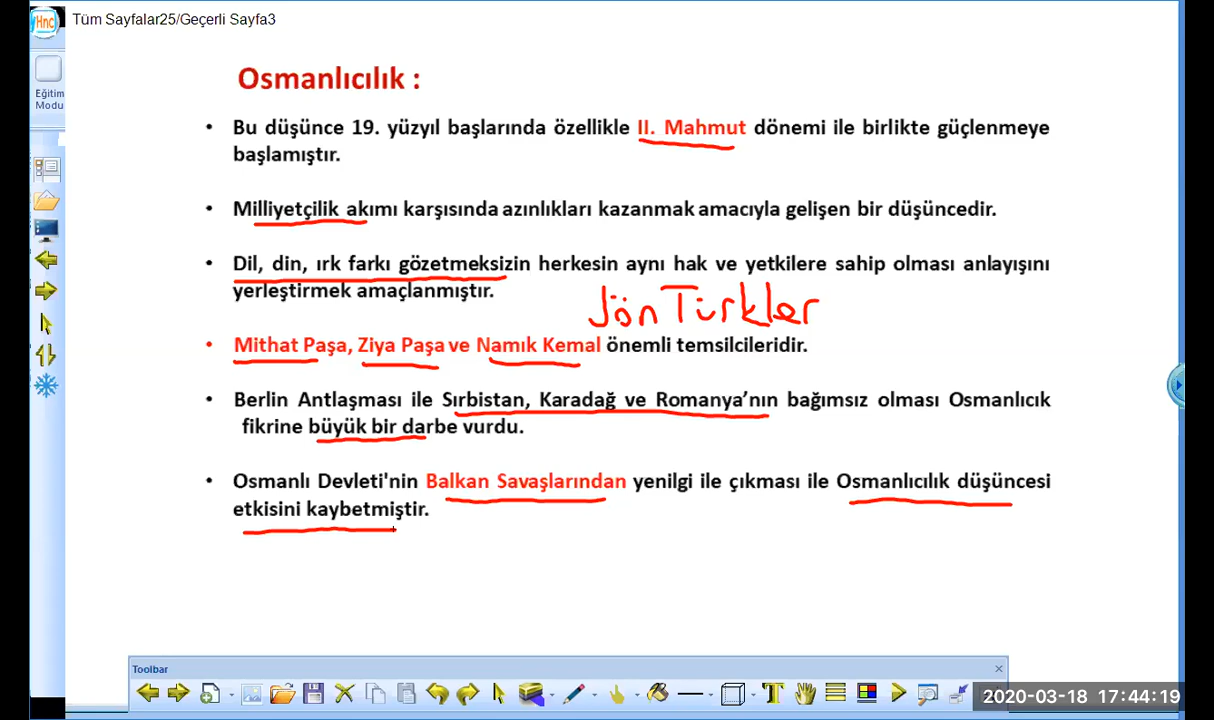 Tüm Sayfalar25/Geçerli Sayfa3
Hnc
Eğitim
Modu
Osmanlıcılık :
• Bu düşünce 19. yüzyıl başlarında özellikle II. Mahmut dönemi ile birlikte güçlenmeye
başlamıştır.
• Milliyetçilik akımı karşısında azınlıkları kazanmak amacıyla gelişen bir düşüncedir.
• Dil, din, ırk farkı gözetmeksizin herkesin aynı hak ve yetkilere sahip olması anlayışını
yerleştirmek amaçlanmıştır.
Jön Türkler
• Mithat Paşa, Ziya Paşa ve Namık Kemal önemli temsilcileridir.
• Berlin Antlaşması ile Sırbistan, Karadağ ve Romanya’nın bağımsız olması Osmanlıcık
fikrine büyük bir darbe vurdu.
• Osmanlı Devleti'nin Balkan Savaşlarından yenilgi ile çıkması ile Osmanlıcılık düşüncesi
etkisini kaybetmiştir.
Toolbar
2020-03-18 17:44:19